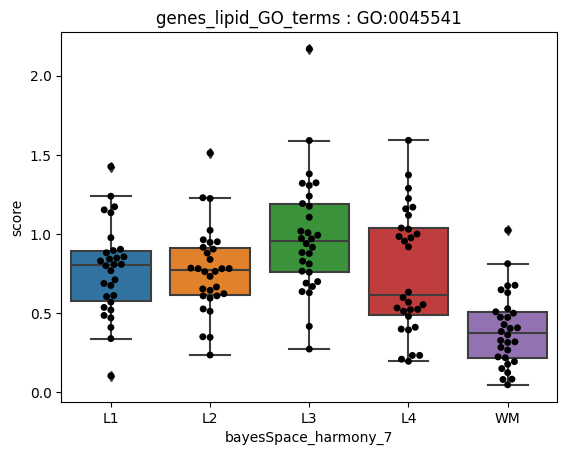 genes_lipid_GO_terms : GO:0045541
2.0
1.5
1.0
0.5
0.0
score
L1 L2 L3 L4 WM
bayesSpace_harmony_7